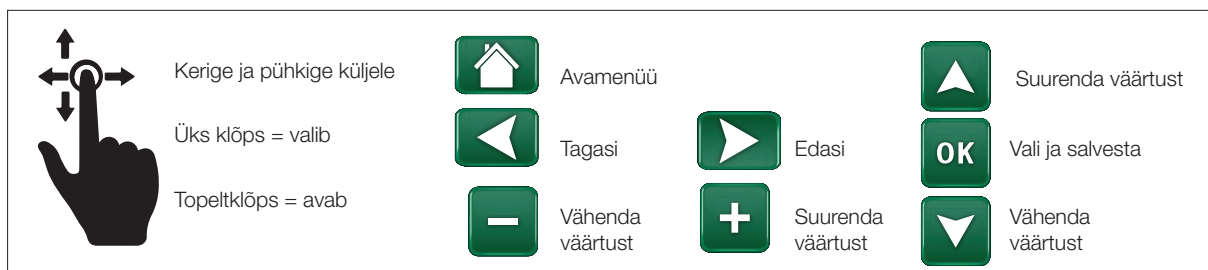 Kerige ja pühkige küljele
Üks klõps = valib
Topeltklõps = avab
Avamenüü
Tagasi
Edasi
Vähenda
väärtust
Suurenda
väärtust
Suurenda väärtust
OK
Vali ja salvesta
Vähenda
väärtust